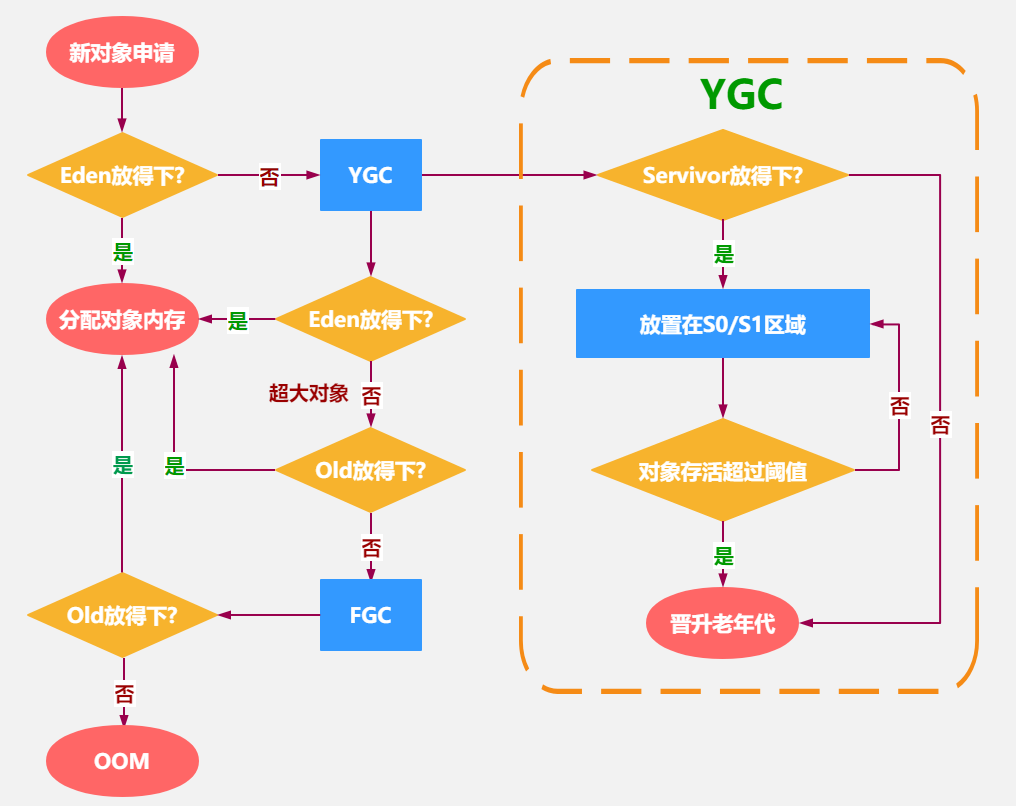 新对象申请
Eden放得下?
否
YGC
是
分配对象内存
是
Eden放得下?
超大对象
否
Old放得下?
是
是
否
FGC
Old放得下?
否
OOM
YGC
Servivor放得下?
是
放置在S0/S1区域
否
否
对象存活超过阈值
是
晋升老年代